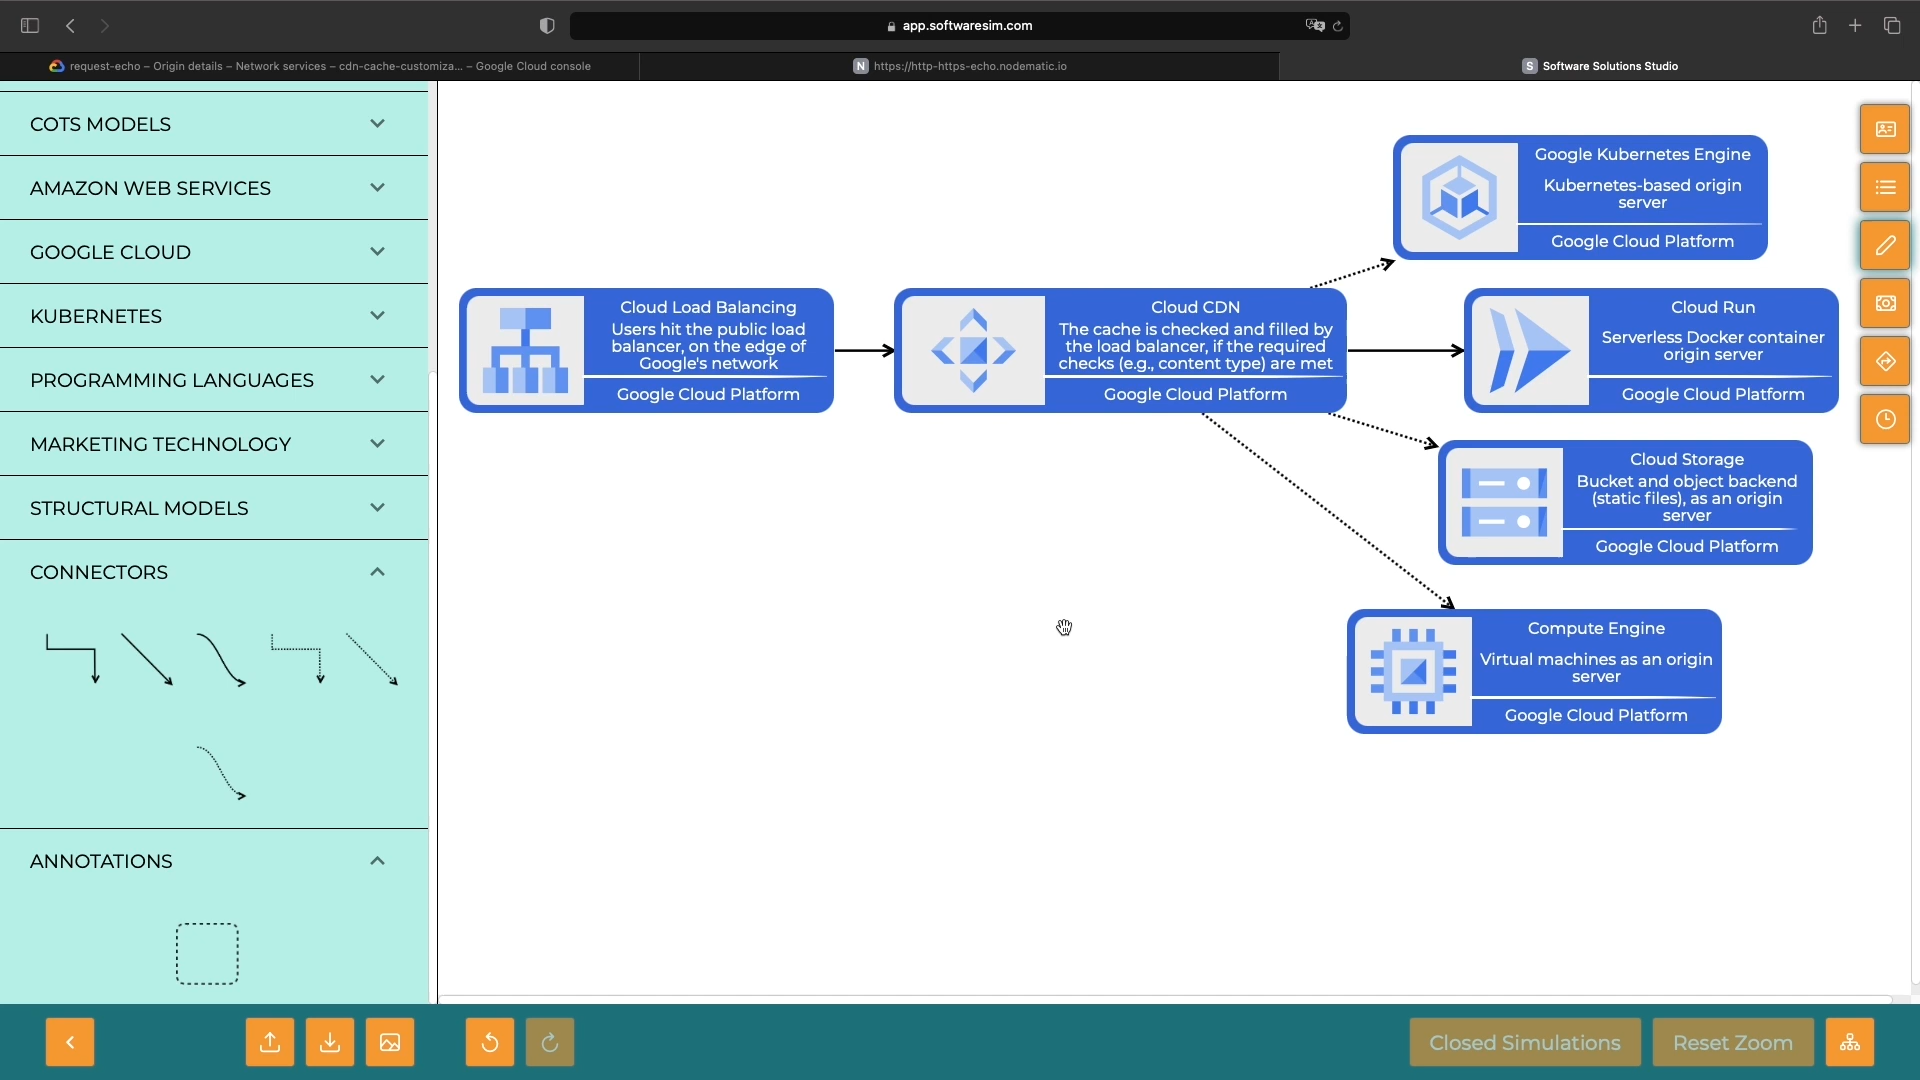 app.softwaresim.com
request-echo – Origin details – Network services – cdn-cache-customiza... – Google Cloud console
N https://http-https-echo.nodematic.io
S Software Solutions Studio
COTS MODELS
AMAZON WEB SERVICES
GOOGLE CLOUD
KUBERNETES
PROGRAMMING LANGUAGES
MARKETING TECHNOLOGY
STRUCTURAL MODELS
CONNECTORS
ANNOTATIONS
Cloud Load Balancing
Users hit the public load
balancer, on the edge of
Google's network
Google Cloud Platform
Cloud CDN
The cache is checked and filled by
the load balancer, if the required
checks (e.g., content type) are met
Google Cloud Platform
Google Kubernetes Engine
Kubernetes-based origin
server
Google Cloud Platform
Cloud Run
Serverless Docker container
origin server
Google Cloud Platform
Cloud Storage
Bucket and object backend
(static files), as an origin
server
Google Cloud Platform
Compute Engine
Virtual machines as an origin
server
Google Cloud Platform
Closed Simulations
Reset Zoom